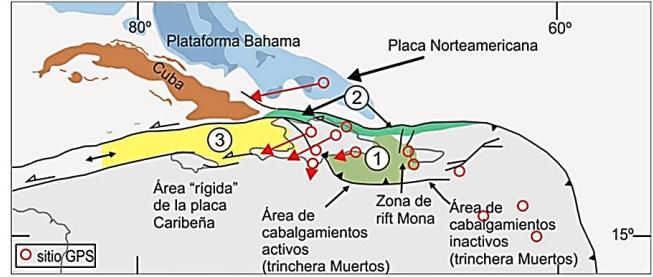 80º
60º
Plataforma Bahama
Placa Norteamericana
Cuba
2
3
1
Área “rígida”
de la placa
Caribeña
Área de
cabalgamientos
activos
(trinchera Muertos)
Zona de
rift Mona
Área de
cabalgamientos
inactivos
(trinchera Muertos)
15º
sitio GPS